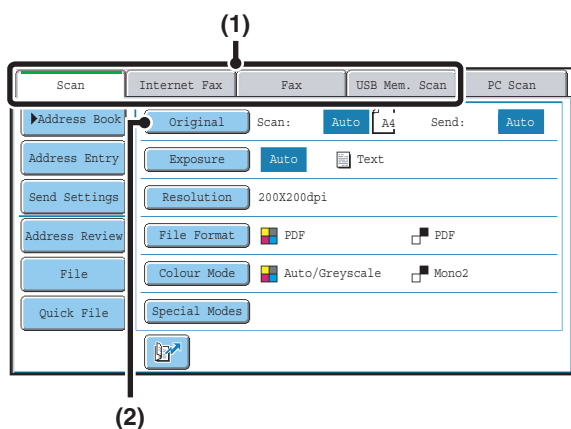 (1)
Scan Internet Fax Fax USB Mem. Scan PC Scan
Address Book Original Scan: Auto A4 Send: Auto
Address Entry Exposure Auto Text
Send Settings Resolution 200X200dpi
Address Review File Format PDF PDF
File Colour Mode Auto/Greyscale Mono2
Quick File Special Modes
(2)